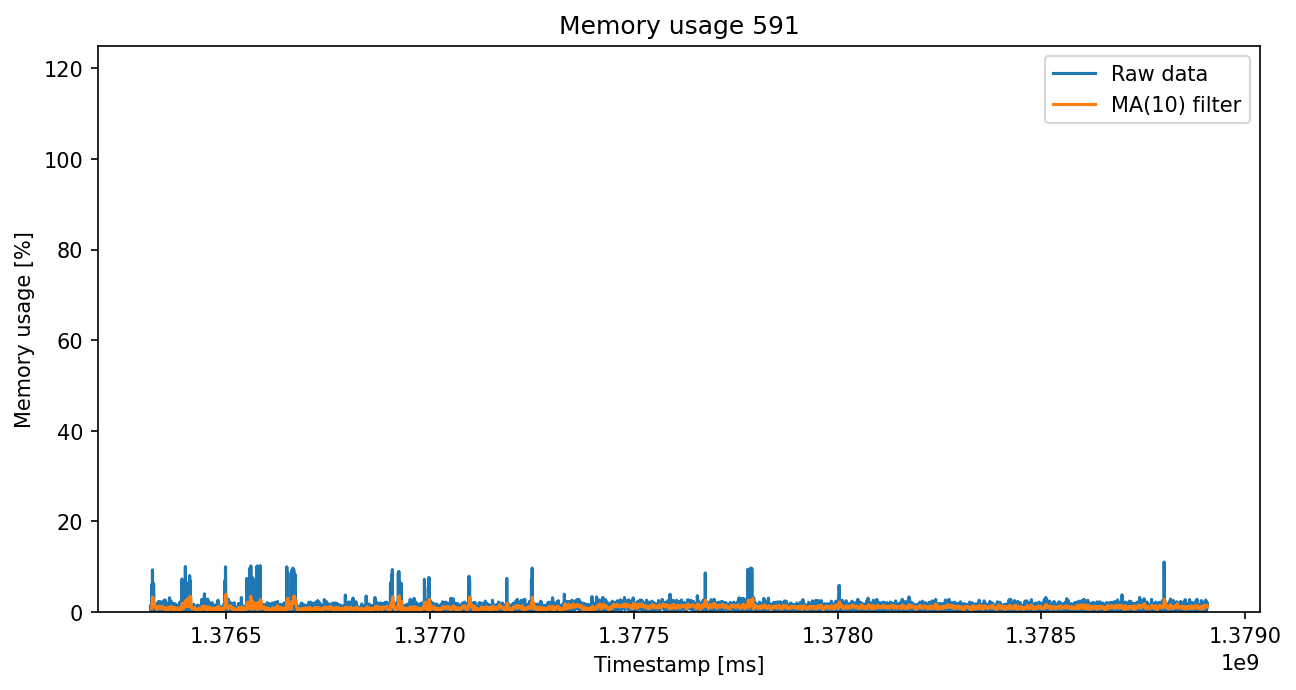 Memory usage 591
Raw data
MA(10) filter
Memory usage [%]
120
100
80
60
40
20
0
1.3765 1.3770 1.3775 1.3780 1.3785 1.3790
1e9
Timestamp [ms]